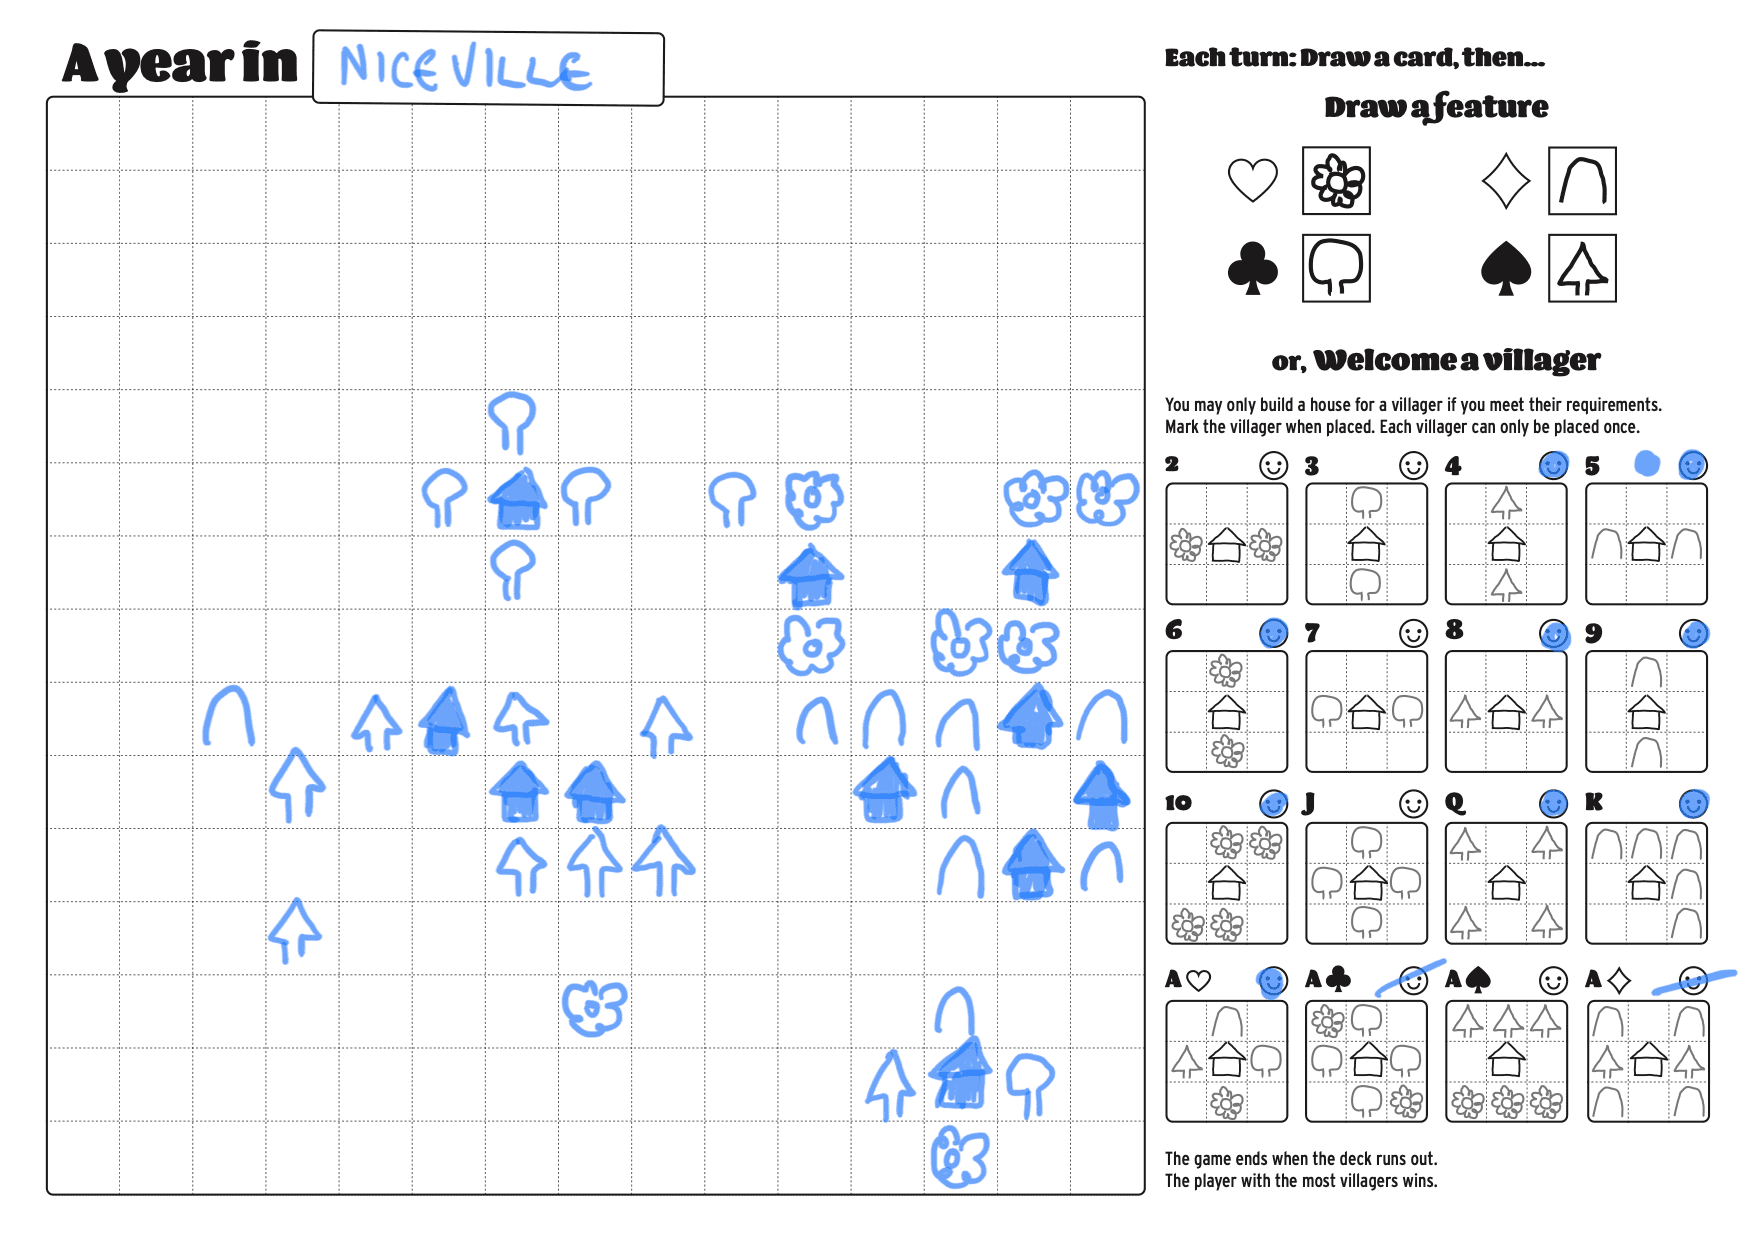 A year in NICEVILLE
Each turn: Draw a card, then...
Draw a feature
or, Welcome a villager
You may only build a house for a villager if you meet their requirements.
Mark the villager when placed. Each villager can only be placed once.
2 3 4 5
6 7 8 9
10 J Q K
A♡ A♣ A♠ A♢
The game ends when the deck runs out.
The player with the most villagers wins.